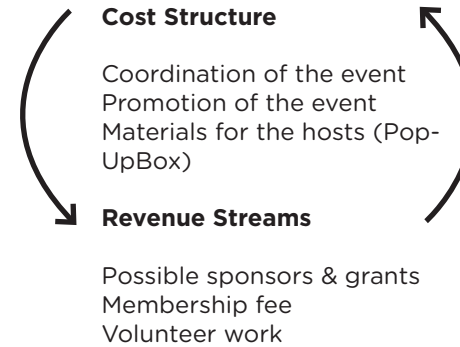 Cost Structure
Coordination of the event
Promotion of the event
Materials for the hosts (Pop-
UpBox)
Revenue Streams
Possible sponsors & grants
Membership fee
Volunteer work